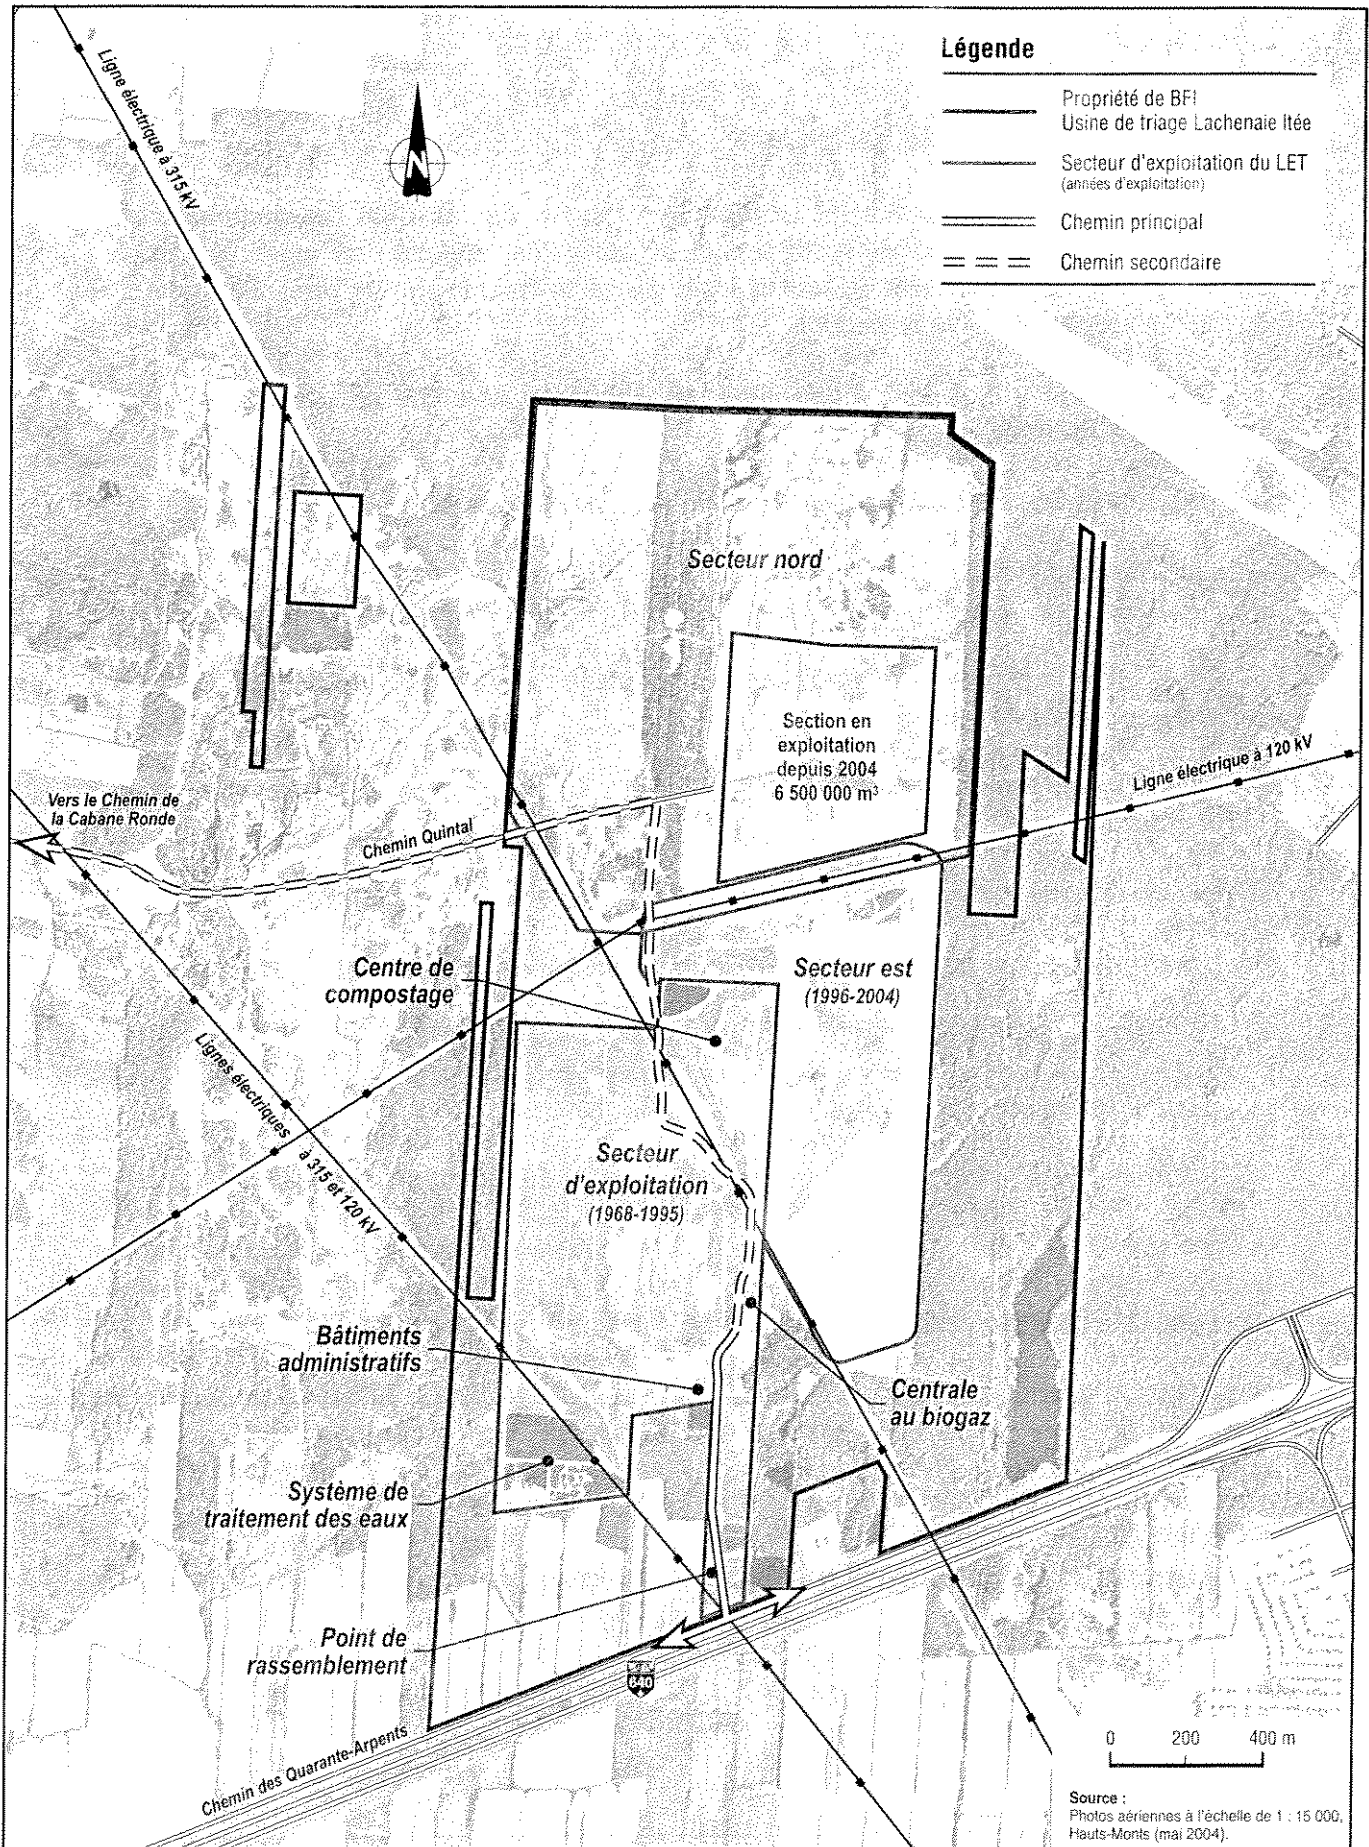 Légende
Propriété de BFI
Usine de triage Lachenaie ltée
Secteur d'exploitation du LET
(années d'exploitation)
Chemin principal
Chemin secondaire
Ligne électrique à 315 kV
N
Secteur nord
Section en
exploitation
depuis 2004
6 500 000 m³
Ligne électrique à 120 kV
Vers le Chemin de
la Cabane Ronde
Chemin Quintal
Centre de
compostage
Secteur est
(1996-2004)
Lignes électriques
à 315 et 120 kV
Secteur
d'exploitation
(1968-1995)
Bâtiments
administratifs
Centrale
au biogaz
Système de
traitement des eaux
Point de
rassemblement
640
Chemin des Quarante-Arpents
0 200 400 m
Source :
Photos aériennes à l'échelle de 1 : 15 000,
Hauts-Monts (mai 2004).